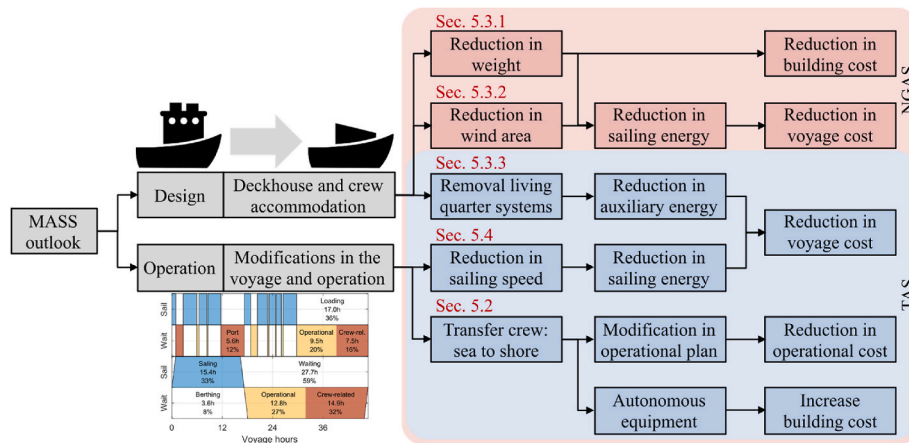 Sec. 5.3.1
Reduction in
weight
Reduction in
building cost
NGAS
Sec. 5.3.2
Reduction in
wind area
Reduction in
sailing energy
Reduction in
voyage cost
MASS
outlook
Design
Deckhouse and crew
accommodation
Sec. 5.3.3
Removal living
quarter systems
Reduction in
auxiliary energy
Reduction in
voyage cost
Operation
Modifications in the
voyage and operation
Sec. 5.4
Reduction in
sailing speed
Reduction in
sailing energy
TAS
Sec. 5.2
Transfer crew:
sea to shore
Modification in
operational plan
Reduction in
operational cost
Autonomous
equipment
Increase
building cost
Sail
Loading
17.0h
36%
Wait
Port
5.6h
12%
Operational
9.5h
20%
Crew-rel.
7.5h
16%
Sail
Sailing
15.4h
33%
Waiting
27.7h
59%
Wait
Berthing
3.6h
8%
Operational
12.8h
27%
Crew-related
14.9h
32%
0
12
24
36
Voyage hours